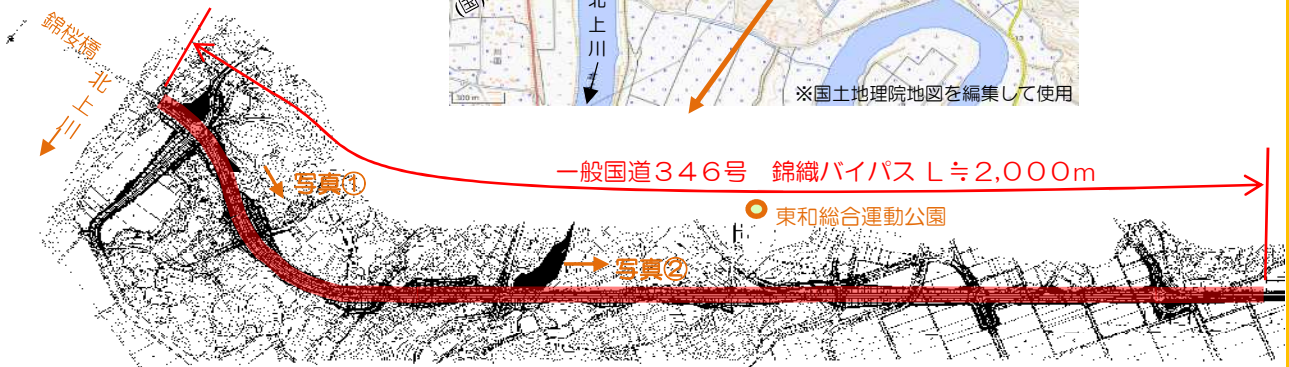 北上川
300 m
※国土地理院地図を編集して使用
錦桜橋
北上川
一般国道346号 錦織バイパス L≒2,000m
写真①
東和総合運動公園
写真②